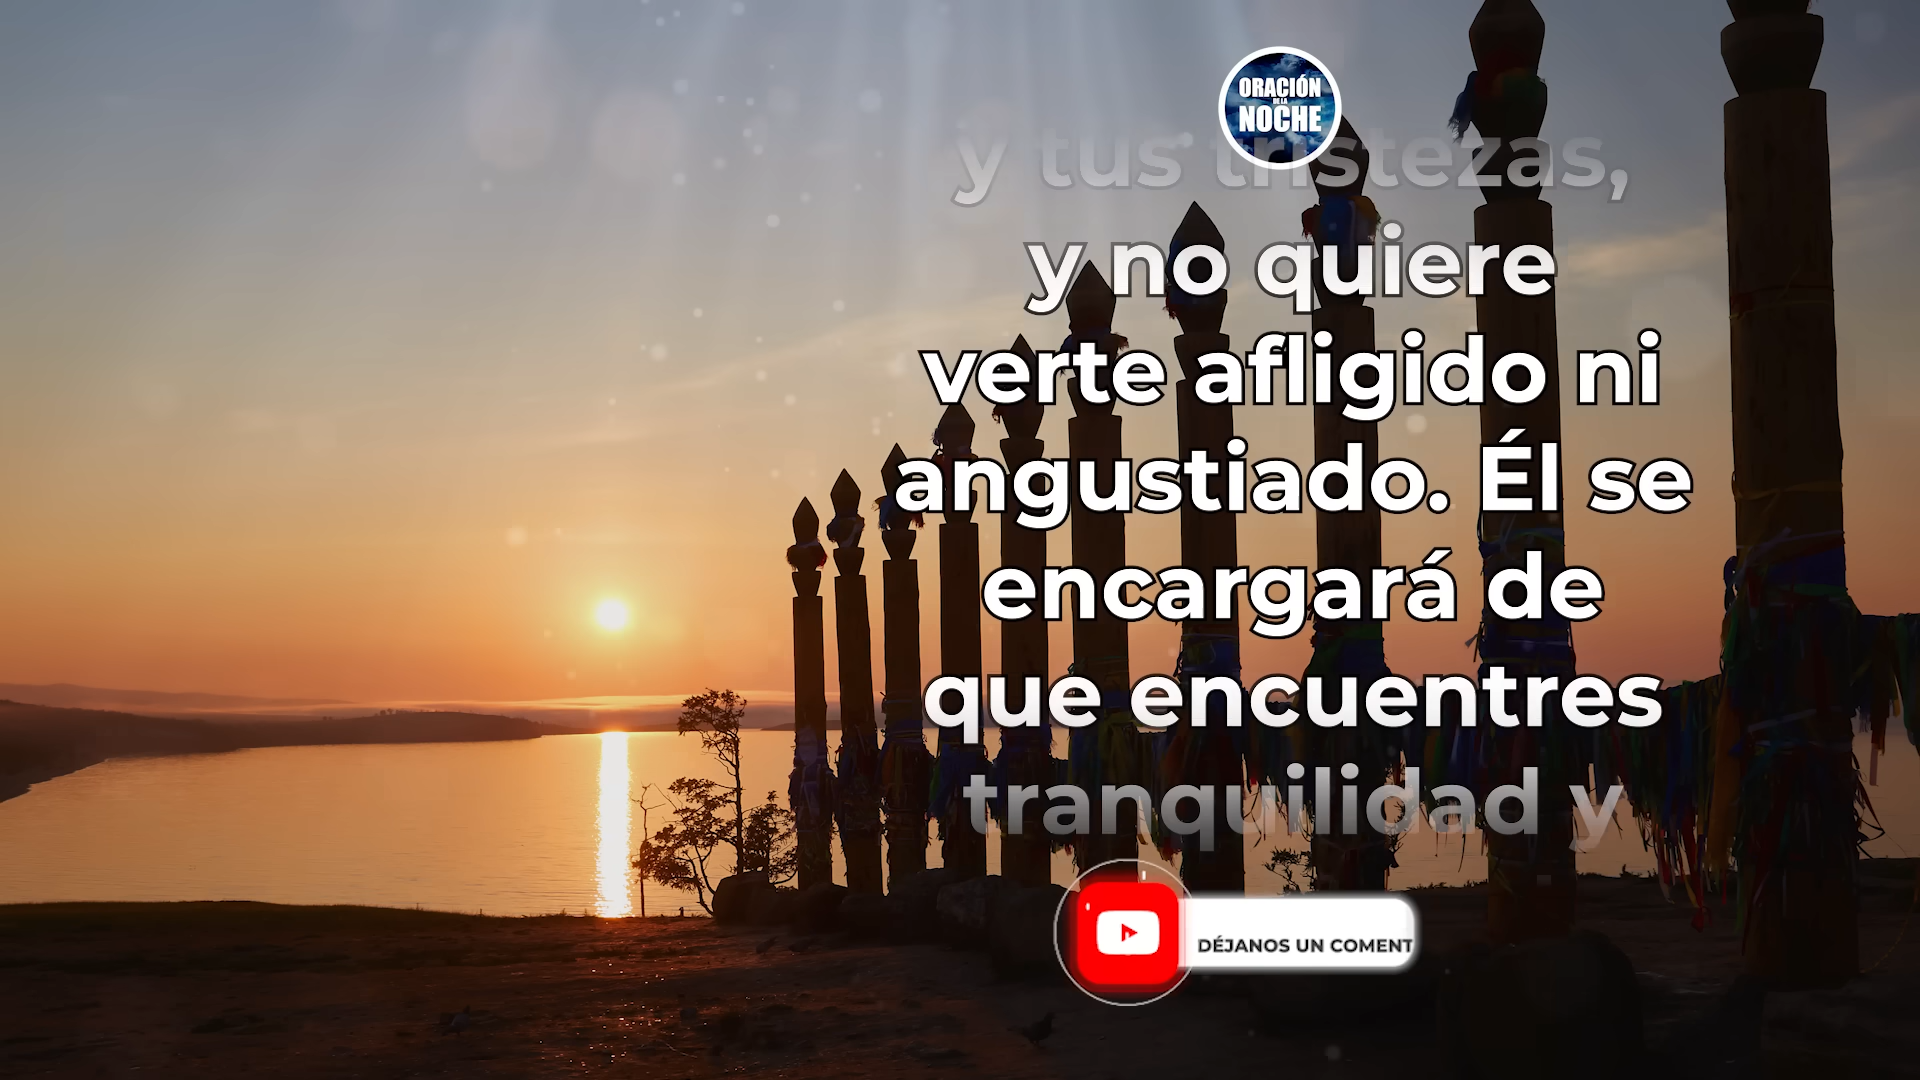 ORACIÓN
DE LA
NOCHE
y tus tristezas,
y no quiere
verte afligido ni
angustiado. Él se
encargará de
que encuentres
tranquilidad y
DÉJANOS UN COMENT